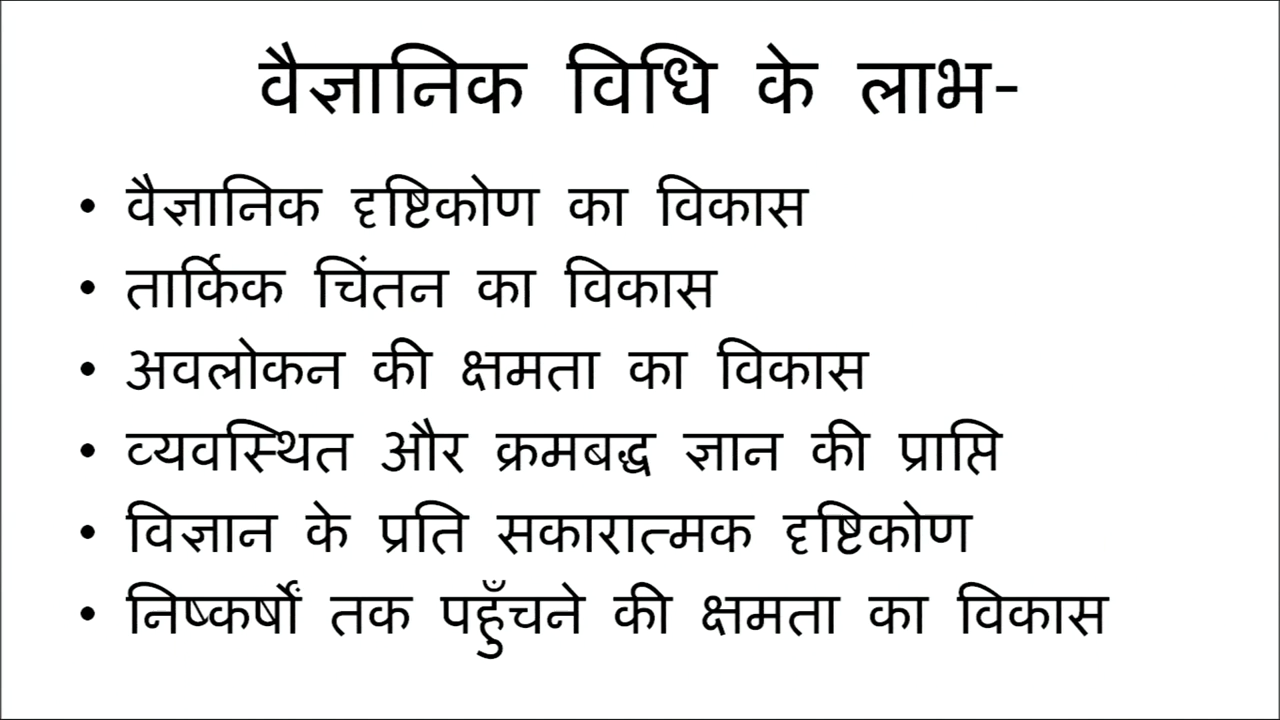 वैज्ञानिक विधि के लाभ-
• वैज्ञानिक दृष्टिकोण का विकास
• तार्किक चिंतन का विकास
• अवलोकन की क्षमता का विकास
• व्यवस्थित और क्रमबद्ध ज्ञान की प्राप्ति
• विज्ञान के प्रति सकारात्मक दृष्टिकोण
• निष्कर्षों तक पहुँचने की क्षमता का विकास